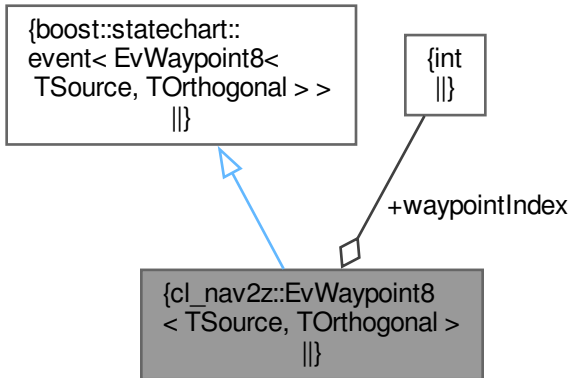 {boost::statechart::
event< EvWaypoint8<
TSource, TOrthogonal > >
||}
{int
||}
+waypointIndex
{cl_nav2z::EvWaypoint8
< TSource, TOrthogonal >
||}